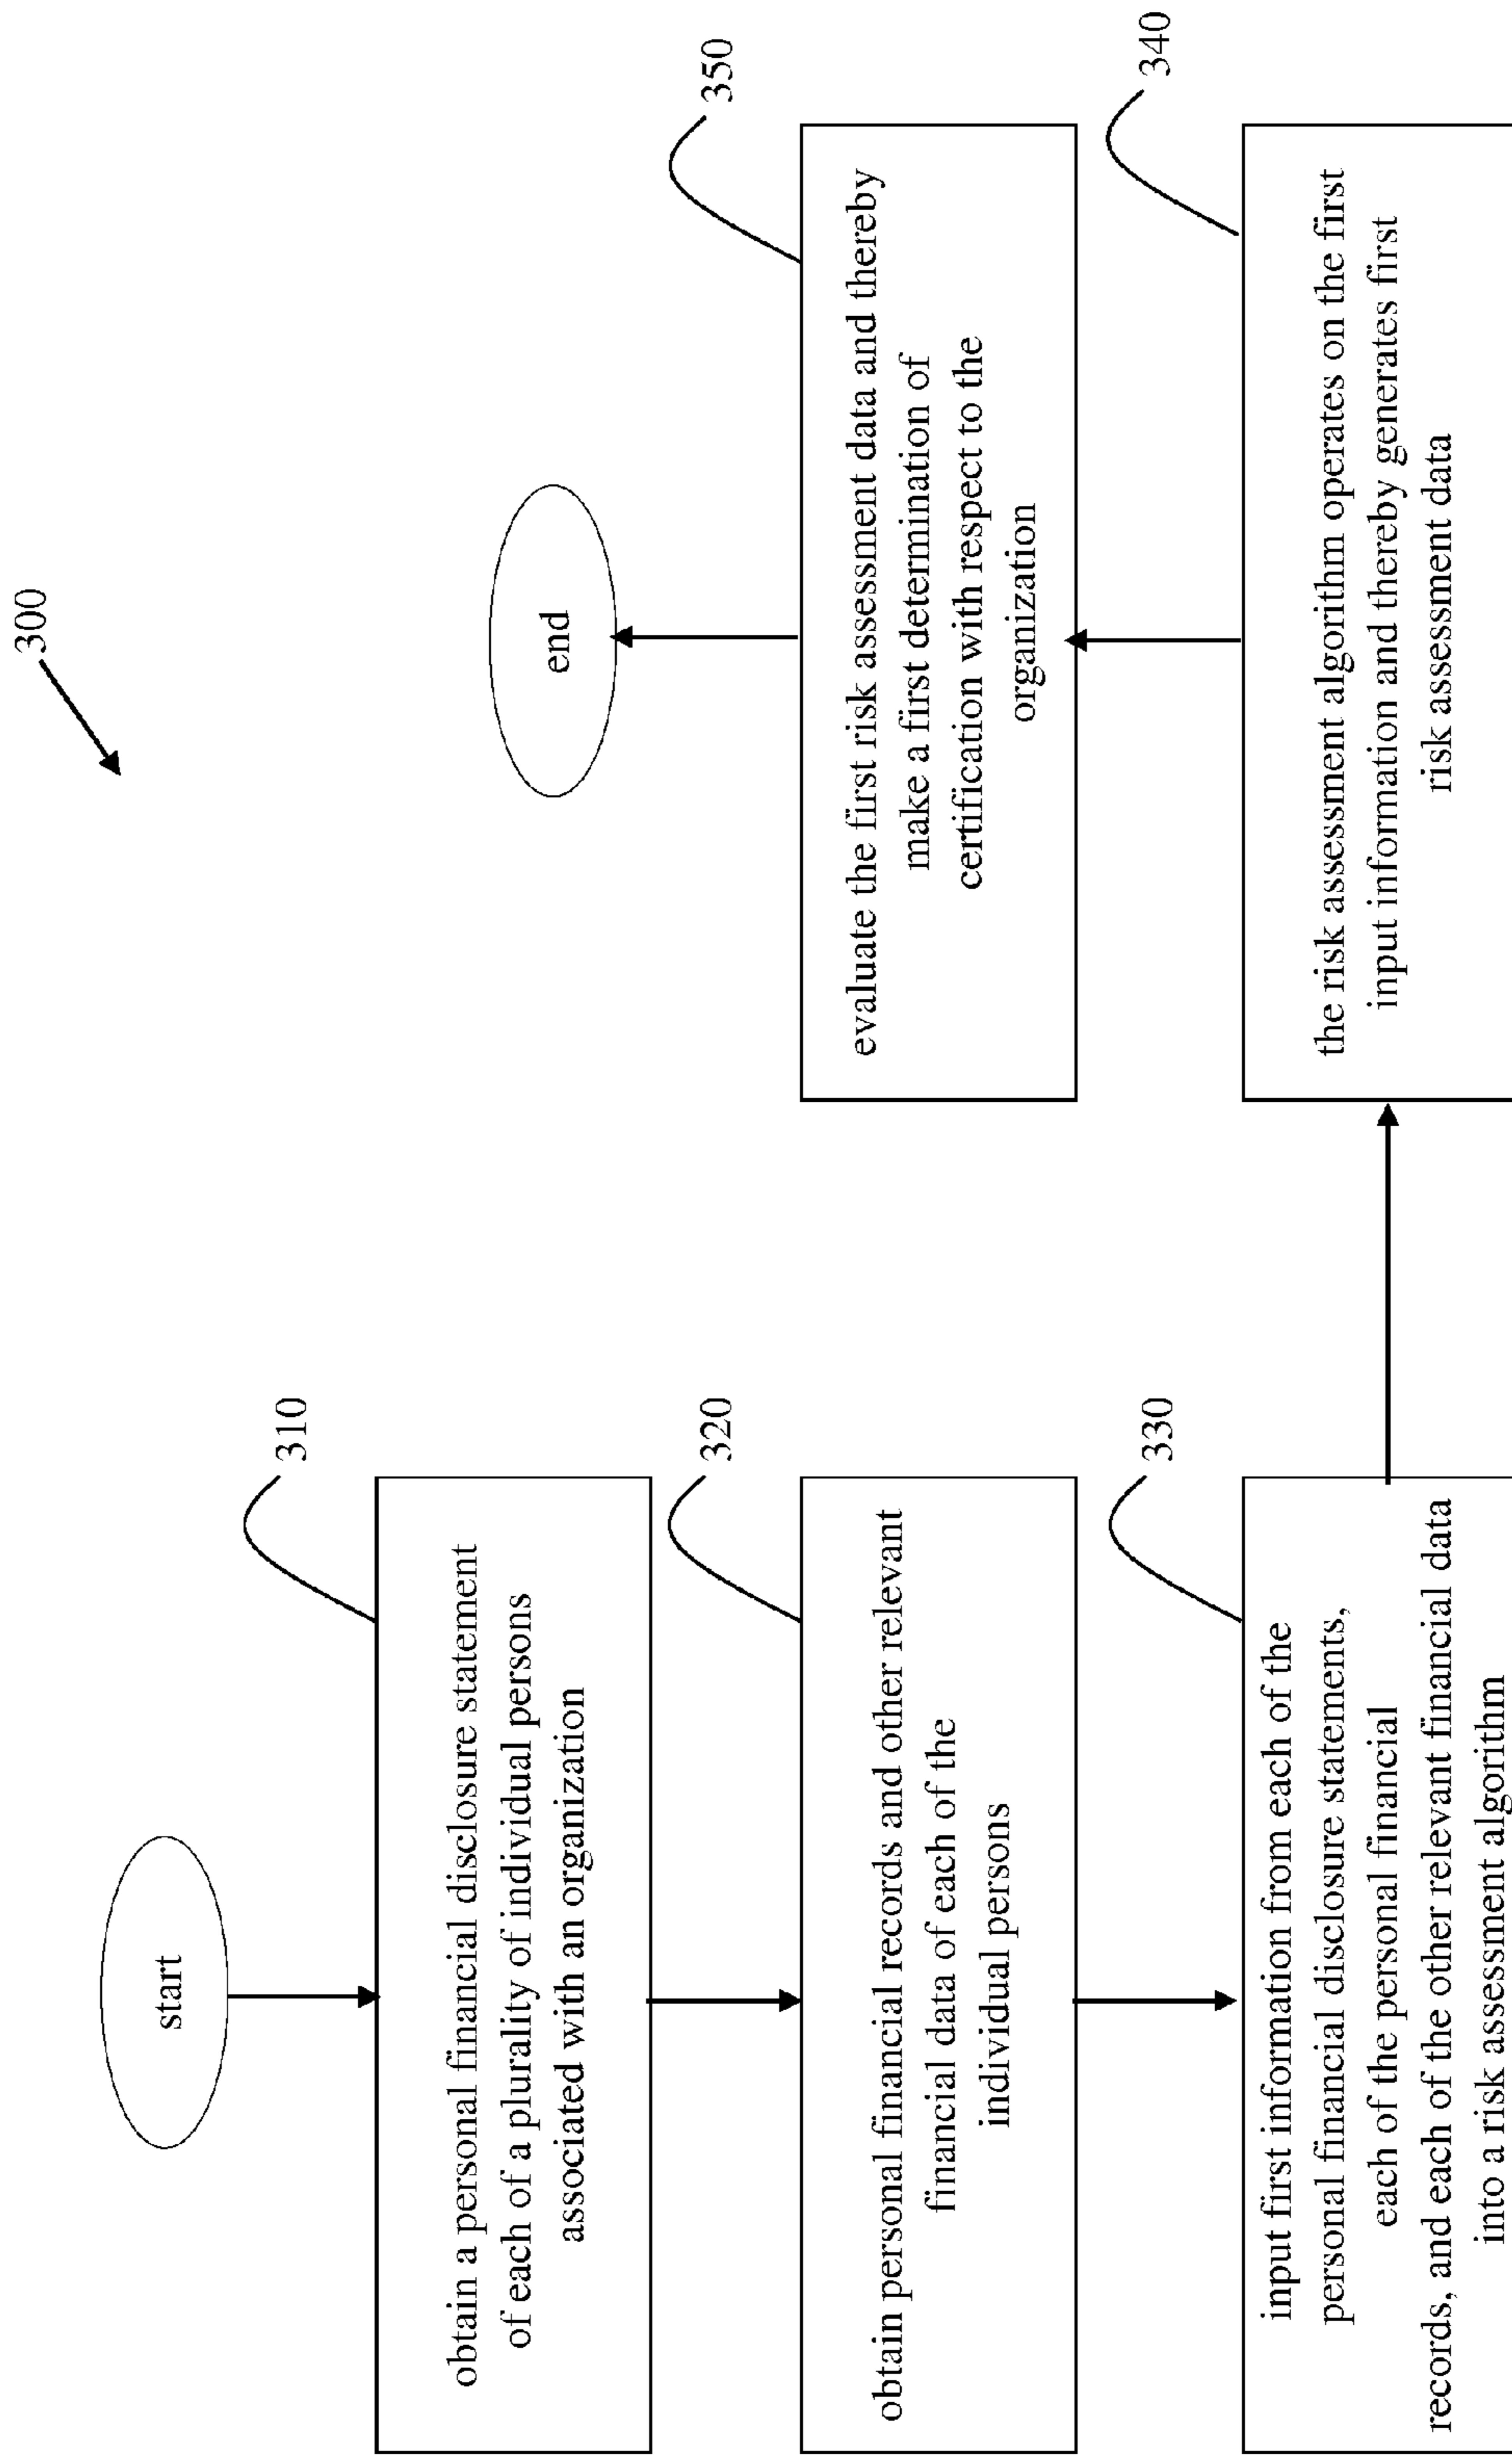 300
start
310
obtain a personal financial disclosure statement
of each of a plurality of individual persons
associated with an organization
320
obtain personal financial records and other relevant
financial data of each of the
individual persons
330
input first information from each of the
personal financial disclosure statements,
each of the personal financial
records, and each of the other relevant financial data
into a risk assessment algorithm
340
the risk assessment algorithm operates on the first
input information and thereby generates first
risk assessment data
350
evaluate the first risk assessment data and thereby
make a first determination of
certification with respect to the
organization
end